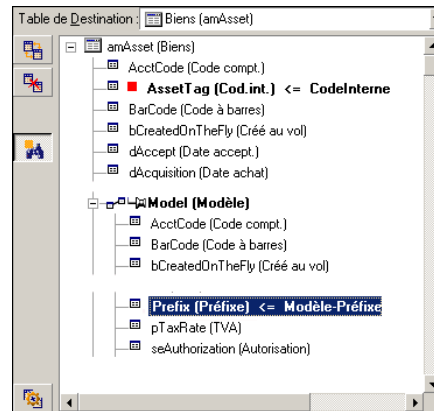 Table de Destination : Biens (amAsset)
amAsset (Biens)
AcctCode (Code compt.)
AssetTag (Cod.int.) <= CodeInterne
BarCode (Code à barres)
bCreatedOnTheFly (Créé au vol)
dAccept (Date accept.)
dAcquisition (Date achat)
Model (Modèle)
AcctCode (Code compt.)
BarCode (Code à barres)
bCreatedOnTheFly (Créé au vol)
Prefix (Préfixe) <= Modèle-Préfixe
pTaxRate (TVA)
seAuthorization (Autorisation)